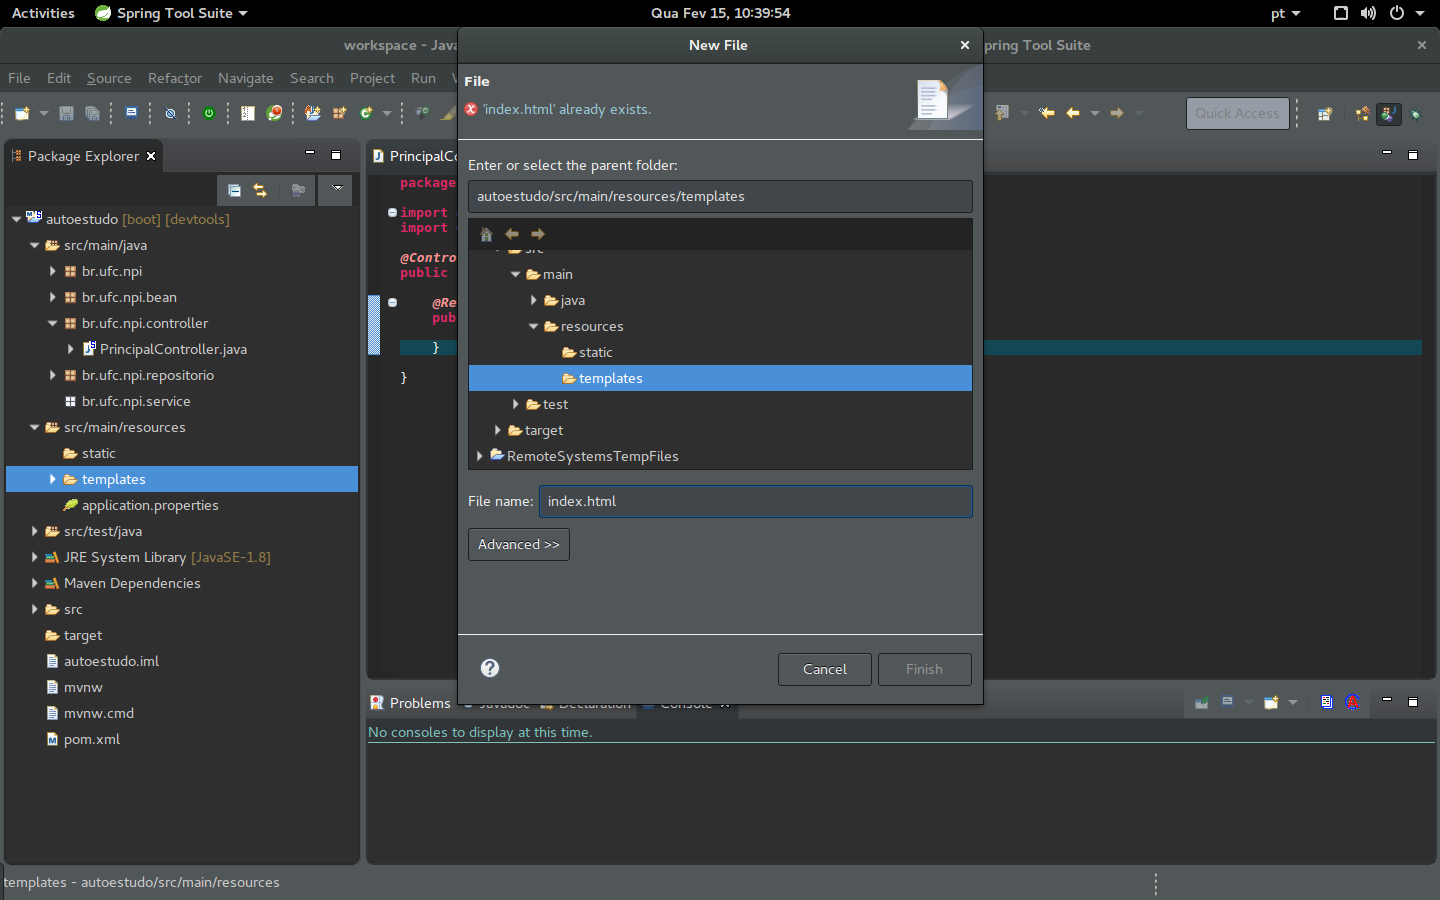 Activities Spring Tool Suite Qua Fev 15, 10:39:54 pt
workspace - Java New File pring Tool Suite
File Edit Source Refactor Navigate Search Project Run
File
'index.html' already exists.
Quick Access
Package Explorer
PrincipalCo
Enter or select the parent folder:
autoestudo/src/main/resources/templates
package
import
import
@Contro
public
@Re
pub
}
}
autoestudo [boot] [devtools]
src/main/java
br.ufc.npi
br.ufc.npi.bean
br.ufc.npi.controller
PrincipalController.java
br.ufc.npi.repositorio
br.ufc.npi.service
src/main/resources
static
templates
application.properties
src/test/java
JRE System Library [JavaSE-1.8]
Maven Dependencies
src
target
autoestudo.iml
mvnw
mvnw.cmd
pom.xml
src
main
java
resources
static
templates
test
target
RemoteSystemsTempFiles
File name: index.html
Advanced >>
Cancel Finish
Problems Javadoc Declaration Console
No consoles to display at this time.
templates - autoestudo/src/main/resources